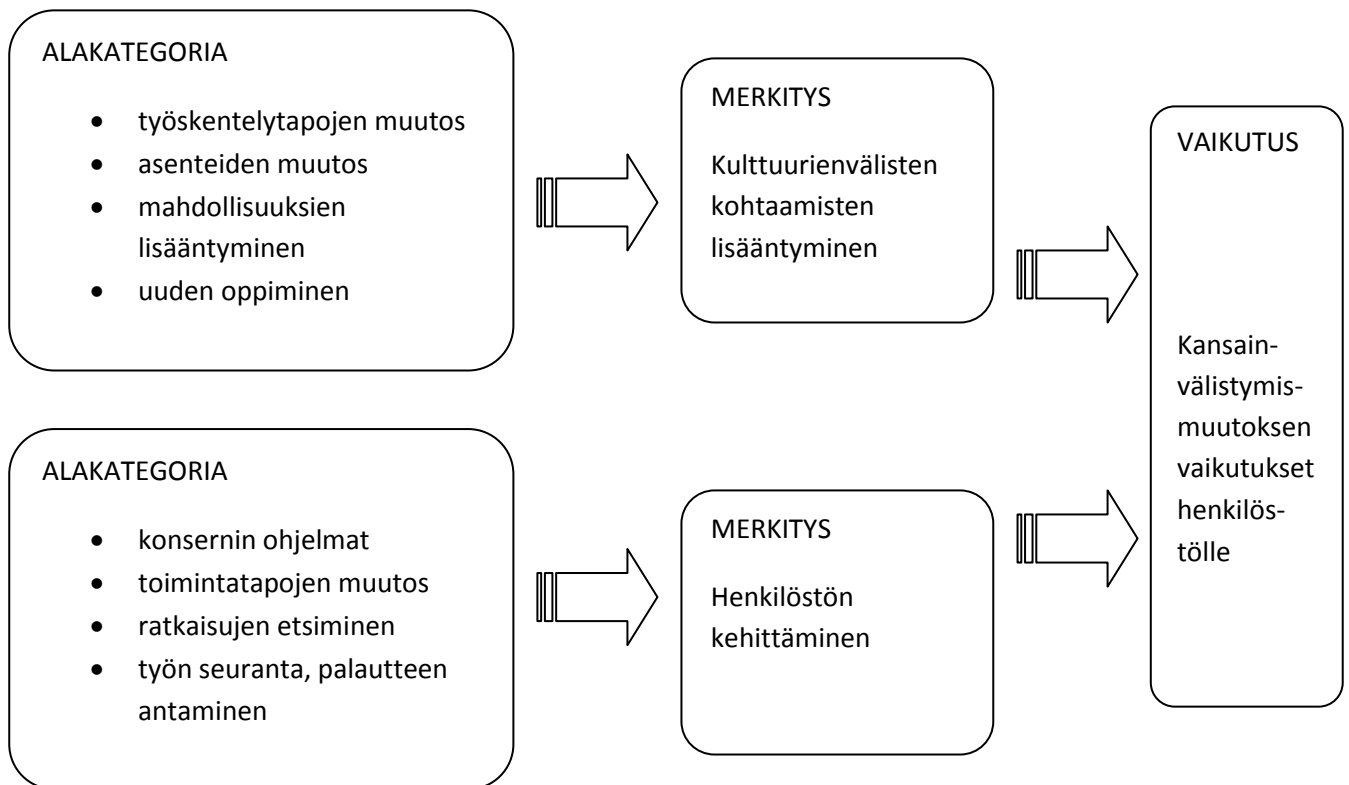 ALAKATEGORIA
• työskentelytapojen muutos
• asenteiden muutos
• mahdollisuuksien
lisääntyminen
• uuden oppiminen
MERKITYS
Kulttuurienvälisten
kohtaamisten
lisääntyminen
ALAKATEGORIA
• konsernin ohjelmat
• toimintatapojen muutos
• ratkaisujen etsiminen
• työn seuranta, palautteen
antaminen
MERKITYS
Henkilöstön
kehittäminen
VAIKUTUS
Kansain-
välistymis-
muutoksen
vaikutukset
henkilös-
tölle